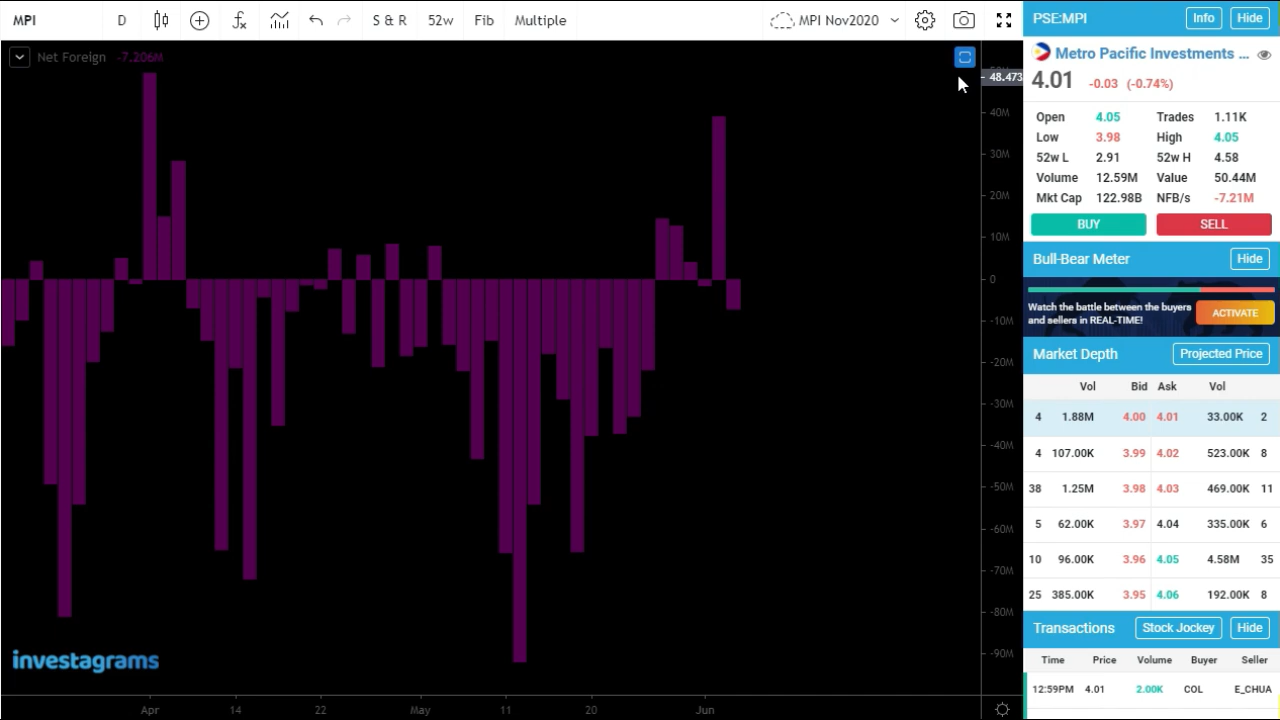 MPI D S & R 52w Fib Multiple MPI Nov2020
Net Foreign -7.206M
48.473
40M
30M
20M
10M
0
-10M
-20M
-30M
-40M
-50M
-60M
-70M
-80M
-90M
investagrams
Apr 14 22 May 11 20 Jun
PSE:MPI Info Hide
Metro Pacific Investments ...
4.01 -0.03 (-0.74%)
Open 4.05 Trades 1.11K
Low 3.98 High 4.05
52w L 2.91 52w H 4.58
Volume 12.59M Value 50.44M
Mkt Cap 122.98B NFB/s -7.21M
BUY SELL
Bull-Bear Meter Hide
Watch the battle between the buyers
and sellers in REAL-TIME!
ACTIVATE
Market Depth Projected Price
Vol Bid Ask Vol
4 1.88M 4.00 4.01 33.00K 2
4 107.00K 3.99 4.02 523.00K 8
38 1.25M 3.98 4.03 469.00K 11
5 62.00K 3.97 4.04 335.00K 6
10 96.00K 3.96 4.05 4.58M 35
25 385.00K 3.95 4.06 192.00K 8
Transactions Stock Jockey Hide
Time Price Volume Buyer Seller
12:59PM 4.01 2.00K COL E_CHUA